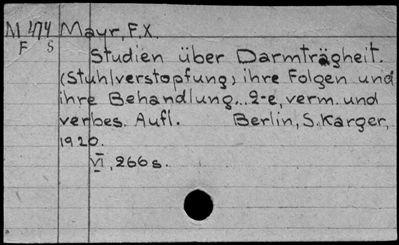 M 474 Mayr, F.X.
F S
Studien über Darmträgheit.
(Stuhlverstopfung) ihre Folgen und
ihre Behandlung...2-e, verm. und
verbes. Aufl. Berlin, S. Karger,
1920.
VI, 266 s.